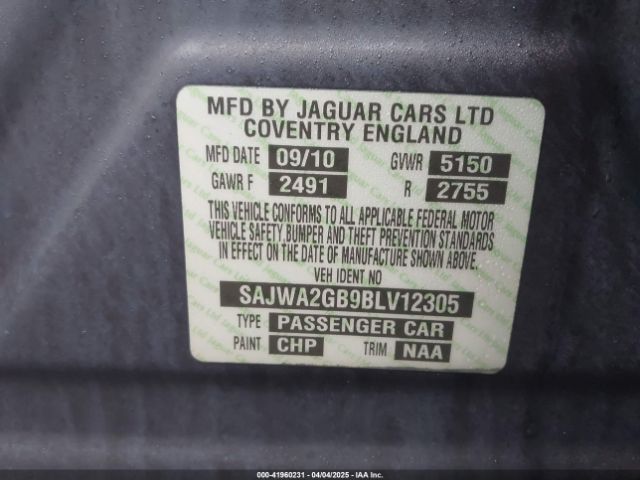 MFD BY JAGUAR CARS LTD
COVENTRY ENGLAND
MFD DATE 09/10 GVWR 5150
GAWR F 2491 R 2755
THIS VEHICLE CONFORMS TO ALL APPLICABLE FEDERAL MOTOR
VEHICLE SAFETY BUMPER AND THEFT PREVENTION STANDARDS
IN EFFECT ON THE DATE OF MANUFACTURE SHOWN ABOVE.
VEH IDENT NO
SAJWA2GB9BLV12305
TYPE PASSENGER CAR
PAINT CHP TRIM NAA
000-41960231 - 04/04/2025 - IAA Inc.